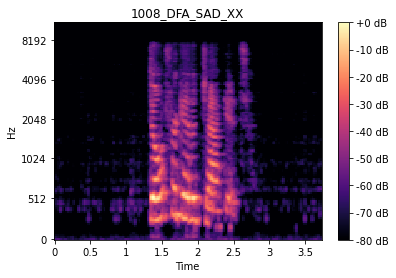 1008_DFA_SAD_XX
Hz
8192
4096
2048
1024
512
0
0 0.5 1 1.5 2 2.5 3 3.5
Time
+0 dB
-10 dB
-20 dB
-30 dB
-40 dB
-50 dB
-60 dB
-70 dB
-80 dB